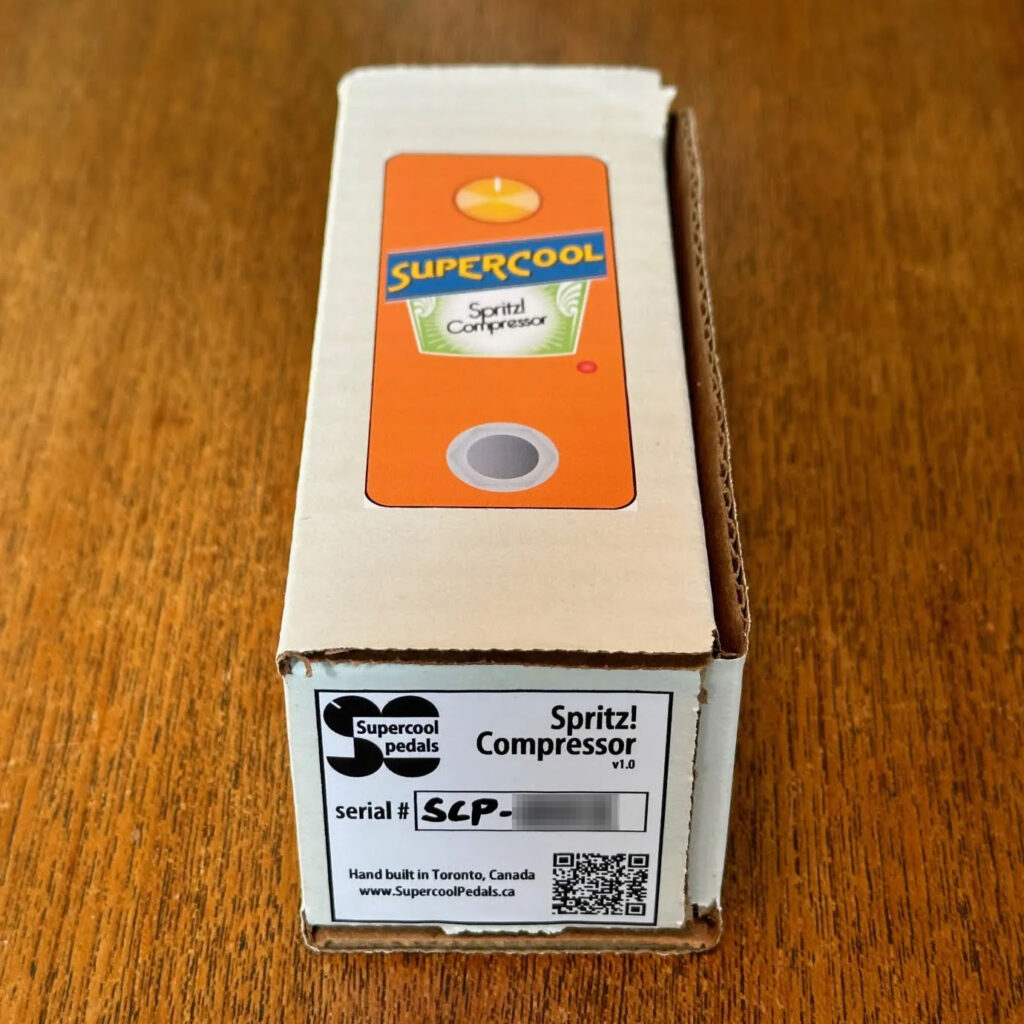 SUPERCOOL
Spritz!
Compressor
Supercool
pedals
Spritz!
Compressor
v1.0
serial # SCP-
Hand built in Toronto, Canada
www.SupercoolPedals.ca